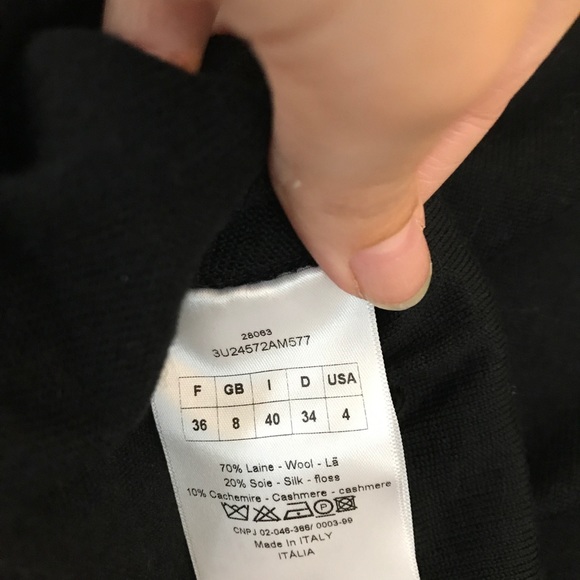 28063
3U24572AM577
F GB I D USA
36 8 40 34 4
70% Laine - Wool - Lã
20% Soie - Silk - floss
10% Cachemire - Cashmere - cashmere
P
CNPJ 02-046-366/ 0003-99
Made in ITALY
ITALIA